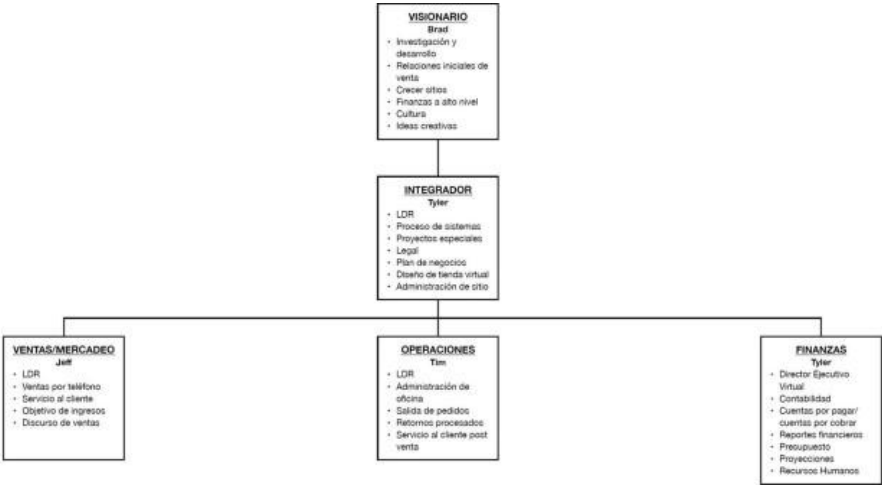 VISIONARIO
Brad
• Investigación y
desarrollo
• Relaciones iniciales de
venta
• Crecer sitios
• Finanzas a alto nivel
• Cultura
• Ideas creativas
INTEGRADOR
Tyler
• LDR
• Proceso de sistemas
• Proyectos especiales
• Legal
• Plan de negocios
• Diseño de tienda virtual
• Administración de sitio
VENTAS/MERCADEO
Jeff
• LDR
• Ventas por teléfono
• Servicio al cliente
• Objetivo de ingresos
• Discurso de ventas
OPERACIONES
Tim
• LDR
• Administración de
oficina
• Salida de pedidos
• Retornos procesados
• Servicio al cliente post
venta
FINANZAS
Tyler
• Director Ejecutivo
Virtual
• Contabilidad
• Cuentas por pagar/
cuentas por cobrar
• Reportes financieros
• Presupuesto
• Proyecciones
• Recursos Humanos